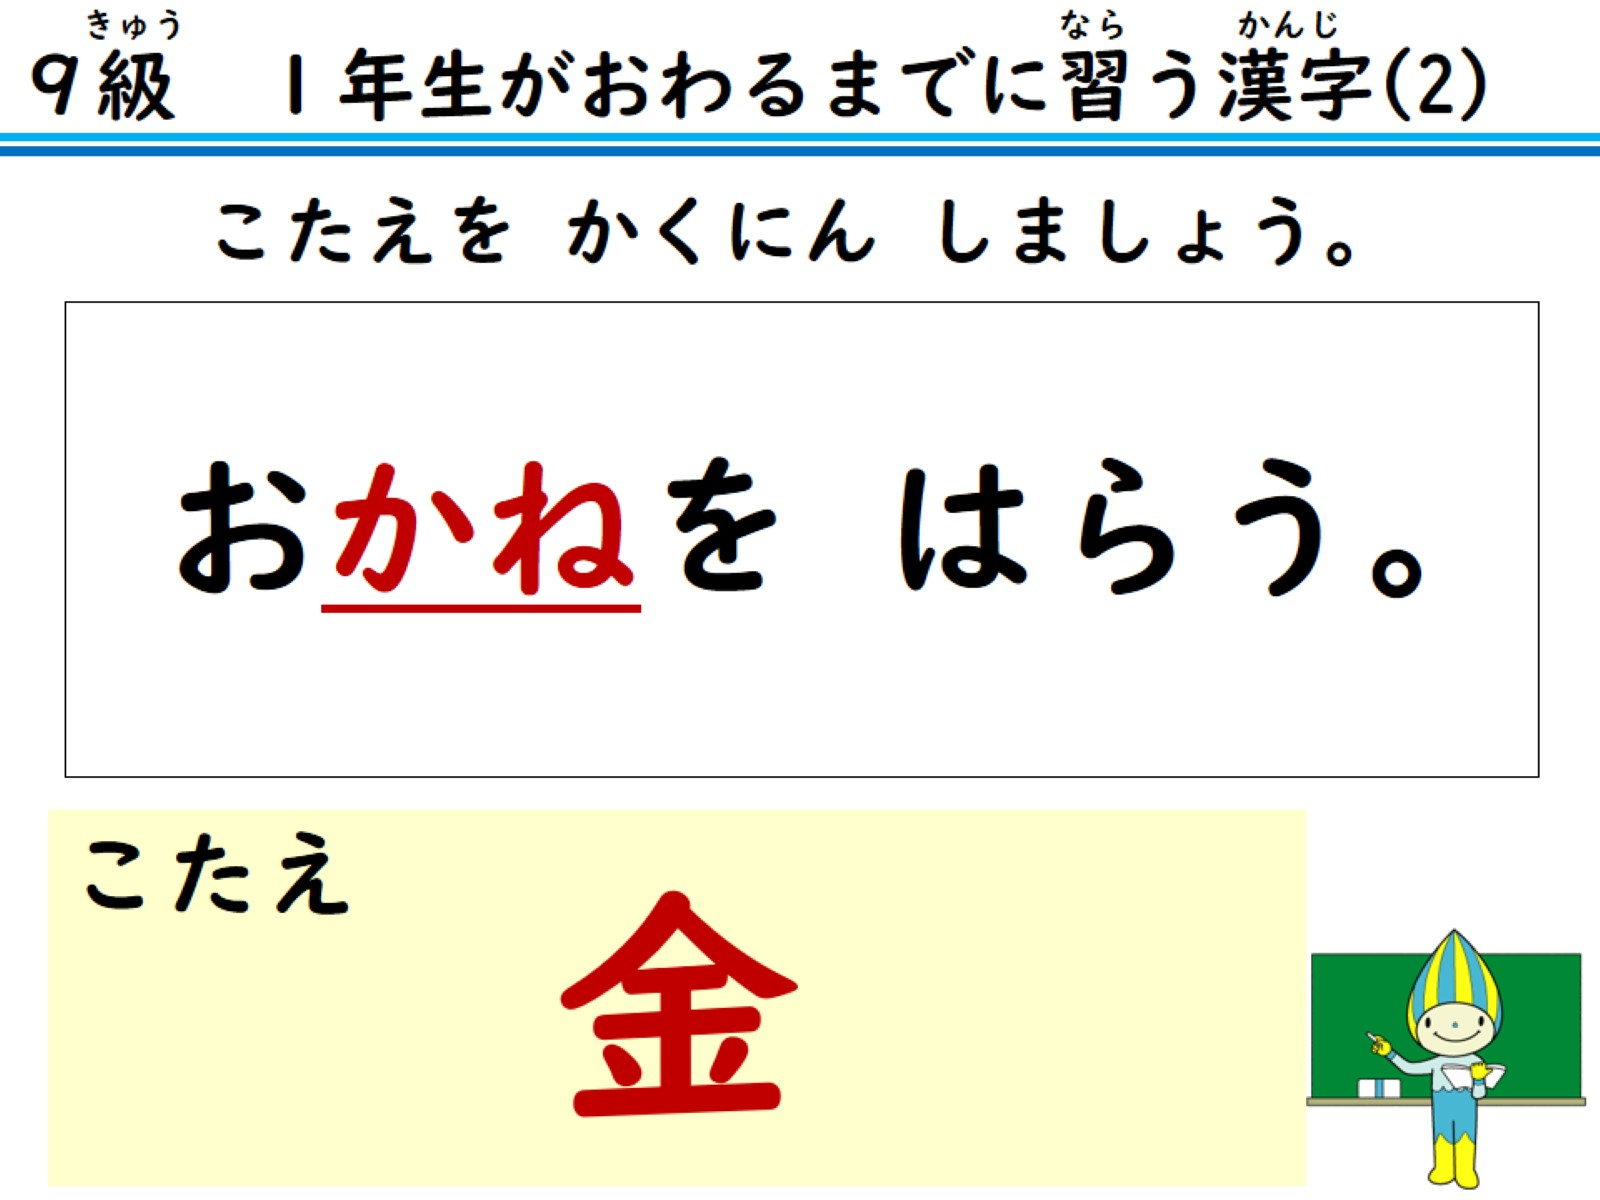 きゅう なら かんじ
9級 1年生がおわるまでに習う漢字(2)
こたえを かくにん しましょう。
おかねを はらう。
こたえ
金